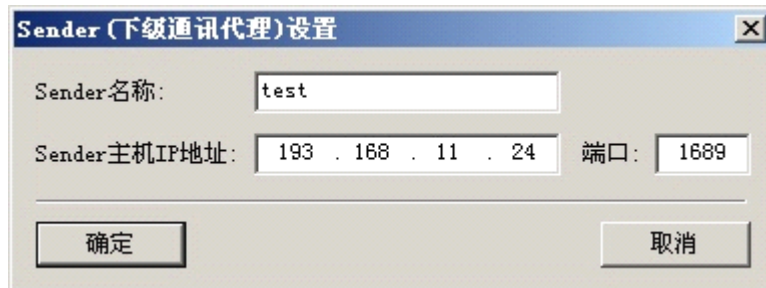 Sender(下级通讯代理)设置
Sender名称: test
Sender主机IP地址: 193 . 168 . 11 . 24 端口: 1689
确定 取消